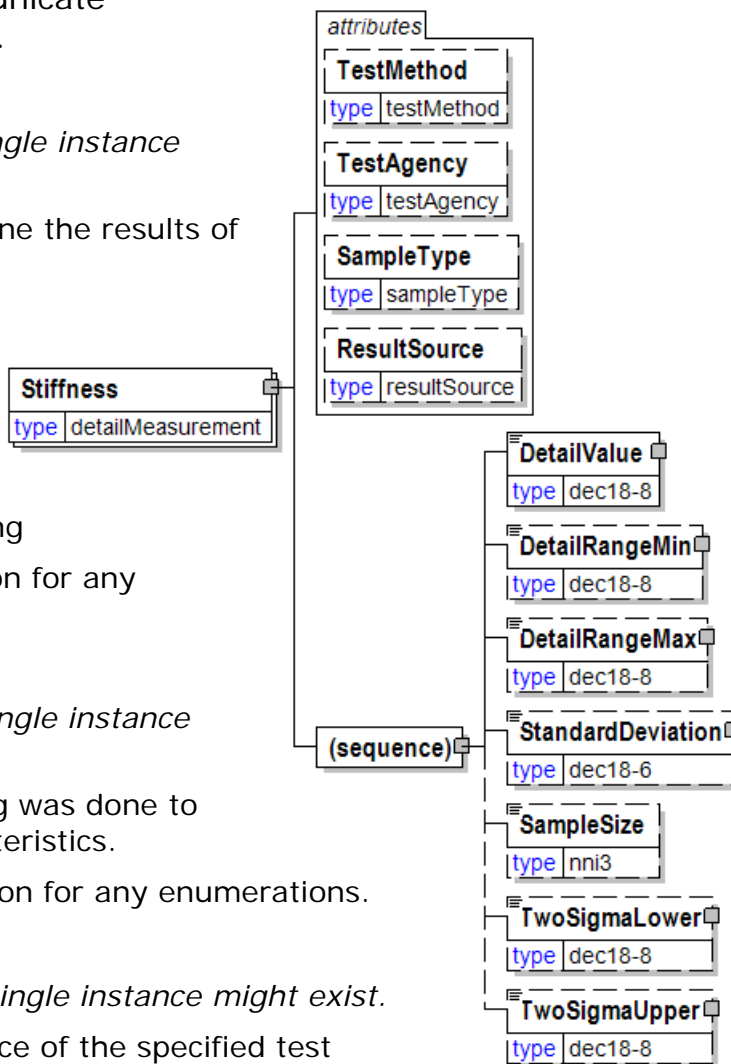 unicate
.
ngle instance
ne the results of
ng
on for any
ngle instance
g was done to
teristics.
ion for any enumerations.
single instance might exist.
ce of the specified test
attributes
TestMethod
type testMethod
TestAgency
type testAgency
SampleType
type sampleType
ResultSource
type resultSource
Stiffness
type detailMeasurement
(sequence)
DetailValue
type dec18-8
DetailRangeMin
type dec18-8
DetailRangeMax
type dec18-8
StandardDeviation
type dec18-6
SampleSize
type nni3
TwoSigmaLower
type dec18-8
TwoSigmaUpper
type dec18-8